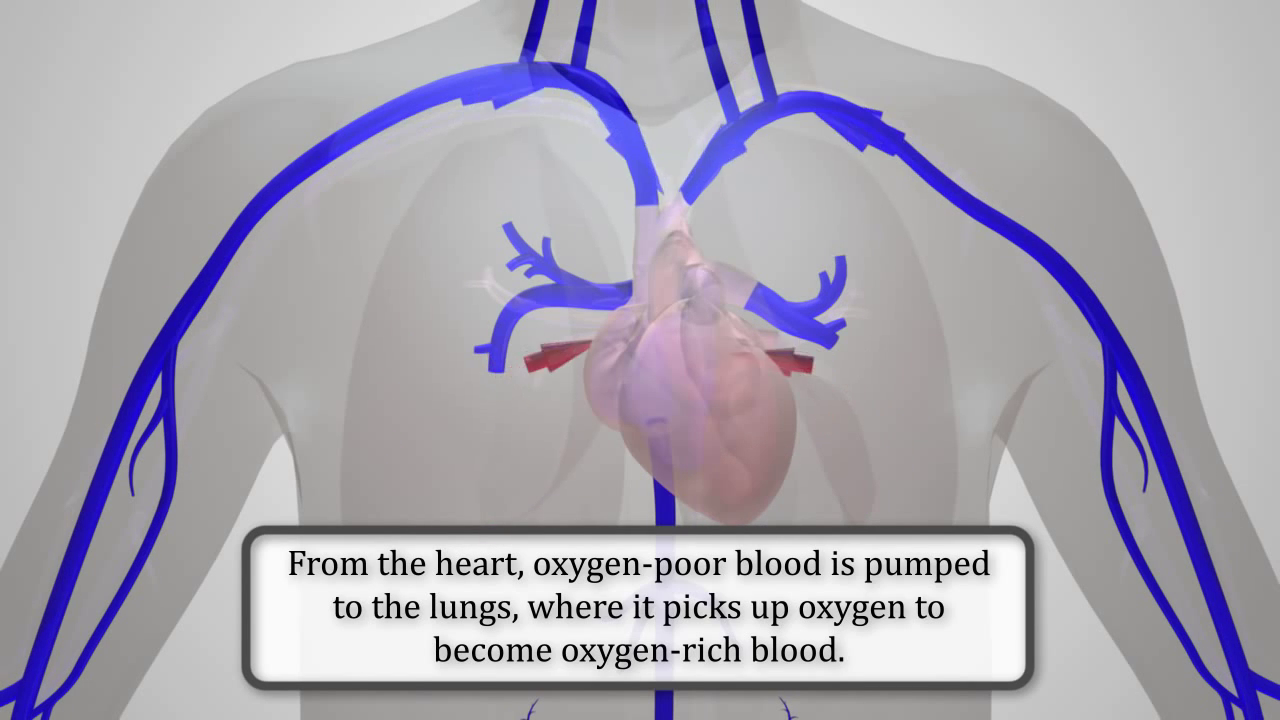 From the heart, oxygen-poor blood is pumped
to the lungs, where it picks up oxygen to
become oxygen-rich blood.